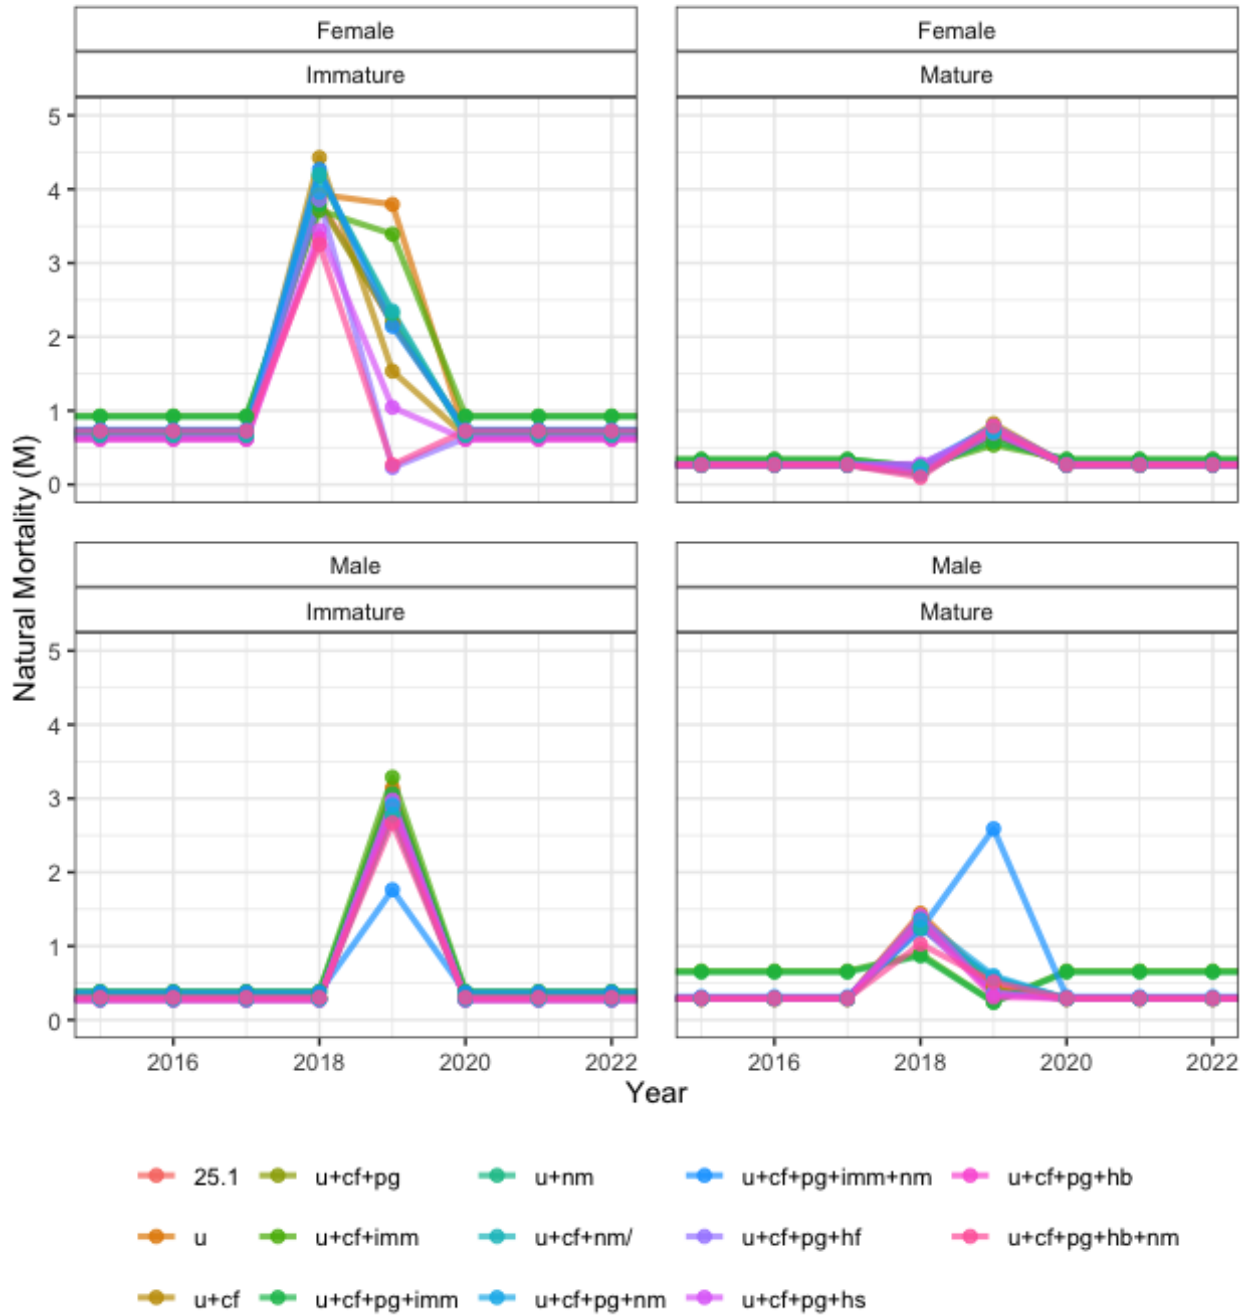 Female
Female
Immature
Mature
5
4
3
2
1
0
Natural Mortality (M)
Male
Male
Immature
Mature
5
4
3
2
1
0
2016 2018 2020 2022
2016 2018 2020 2022
Year
25.1 u+cf+pg u+nm u+cf+pg+imm+nm u+cf+pg+hb
u u+cf+imm u+cf+nm/ u+cf+pg+hf u+cf+pg+hb+nm
u+cf u+cf+pg+imm u+cf+pg+nm u+cf+pg+hs